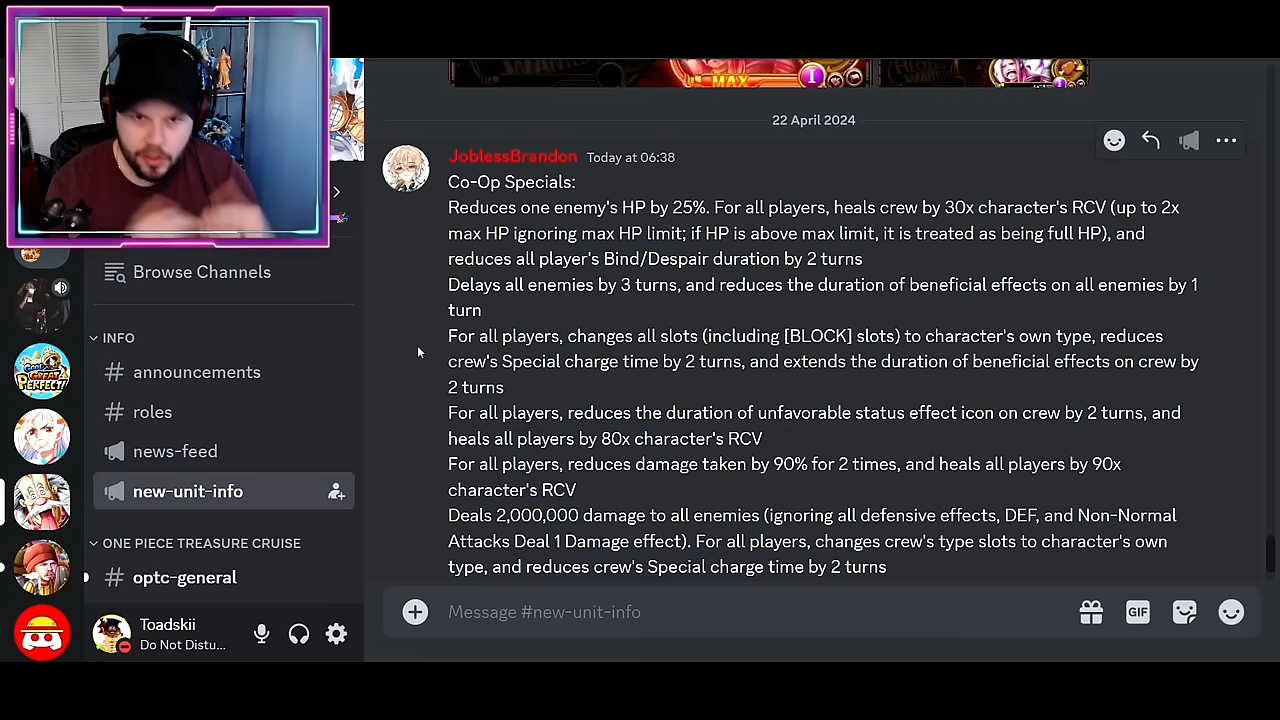 MAX
22 April 2024
JoblessBrandon Today at 06:38
Co-Op Specials:
Reduces one enemy's HP by 25%. For all players, heals crew by 30x character's RCV (up to 2x
max HP ignoring max HP limit; if HP is above max limit, it is treated as being full HP), and
reduces all player's Bind/Despair duration by 2 turns
Delays all enemies by 3 turns, and reduces the duration of beneficial effects on all enemies by 1
turn
For all players, changes all slots (including [BLOCK] slots) to character's own type, reduces
crew's Special charge time by 2 turns, and extends the duration of beneficial effects on crew by
2 turns
For all players, reduces the duration of unfavorable status effect icon on crew by 2 turns, and
heals all players by 80x character's RCV
For all players, reduces damage taken by 90% for 2 times, and heals all players by 90x
character's RCV
Deals 2,000,000 damage to all enemies (ignoring all defensive effects, DEF, and Non-Normal
Attacks Deal 1 Damage effect). For all players, changes crew's type slots to character's own
type, and reduces crew's Special charge time by 2 turns
Browse Channels
INFO
announcements
roles
news-feed
new-unit-info
ONE PIECE TREASURE CRUISE
optc-general
GREAT
PERFECT!
Toadskii
Do Not Distu...
Message #new-unit-info
GIF